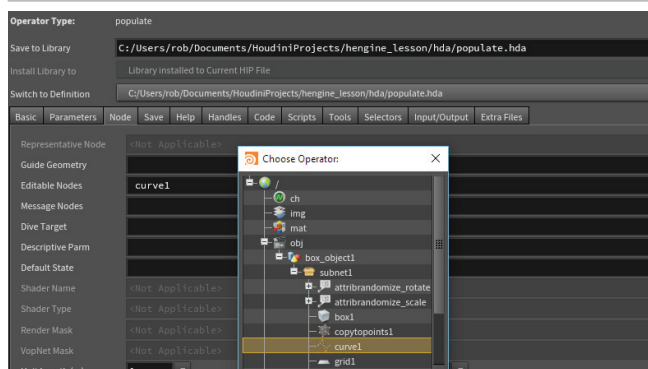 Operator Type: populate
Save to Library C:/Users/rob/Documents/HoudiniProjects/hengine_lesson/hda/populate.hda
Install Library to Library installed to Current HIP File
Switch to Definition C:/Users/rob/Documents/HoudiniProjects/hengine_lesson/hda/populate.hda
Basic Parameters Node Save Help Handles Code Scripts Tools Selectors Input/Output Extra Files
Representative Node <Not Applicable>
Choose Operator:
Guide Geometry
/
Editable Nodes curve1
ch
Message Nodes
img
Dive Target
mat
Descriptive Parm
obj
box_object1
Default State
subnet1
Shader Name <Not Applicable>
attribrandomize_rotate
Shader Type <Not Applicable>
attribrandomize_scale
box1
Render Mask <Not Applicable>
copytopoints1
VopNet Mask <Not Applicable>
curve1
grid1